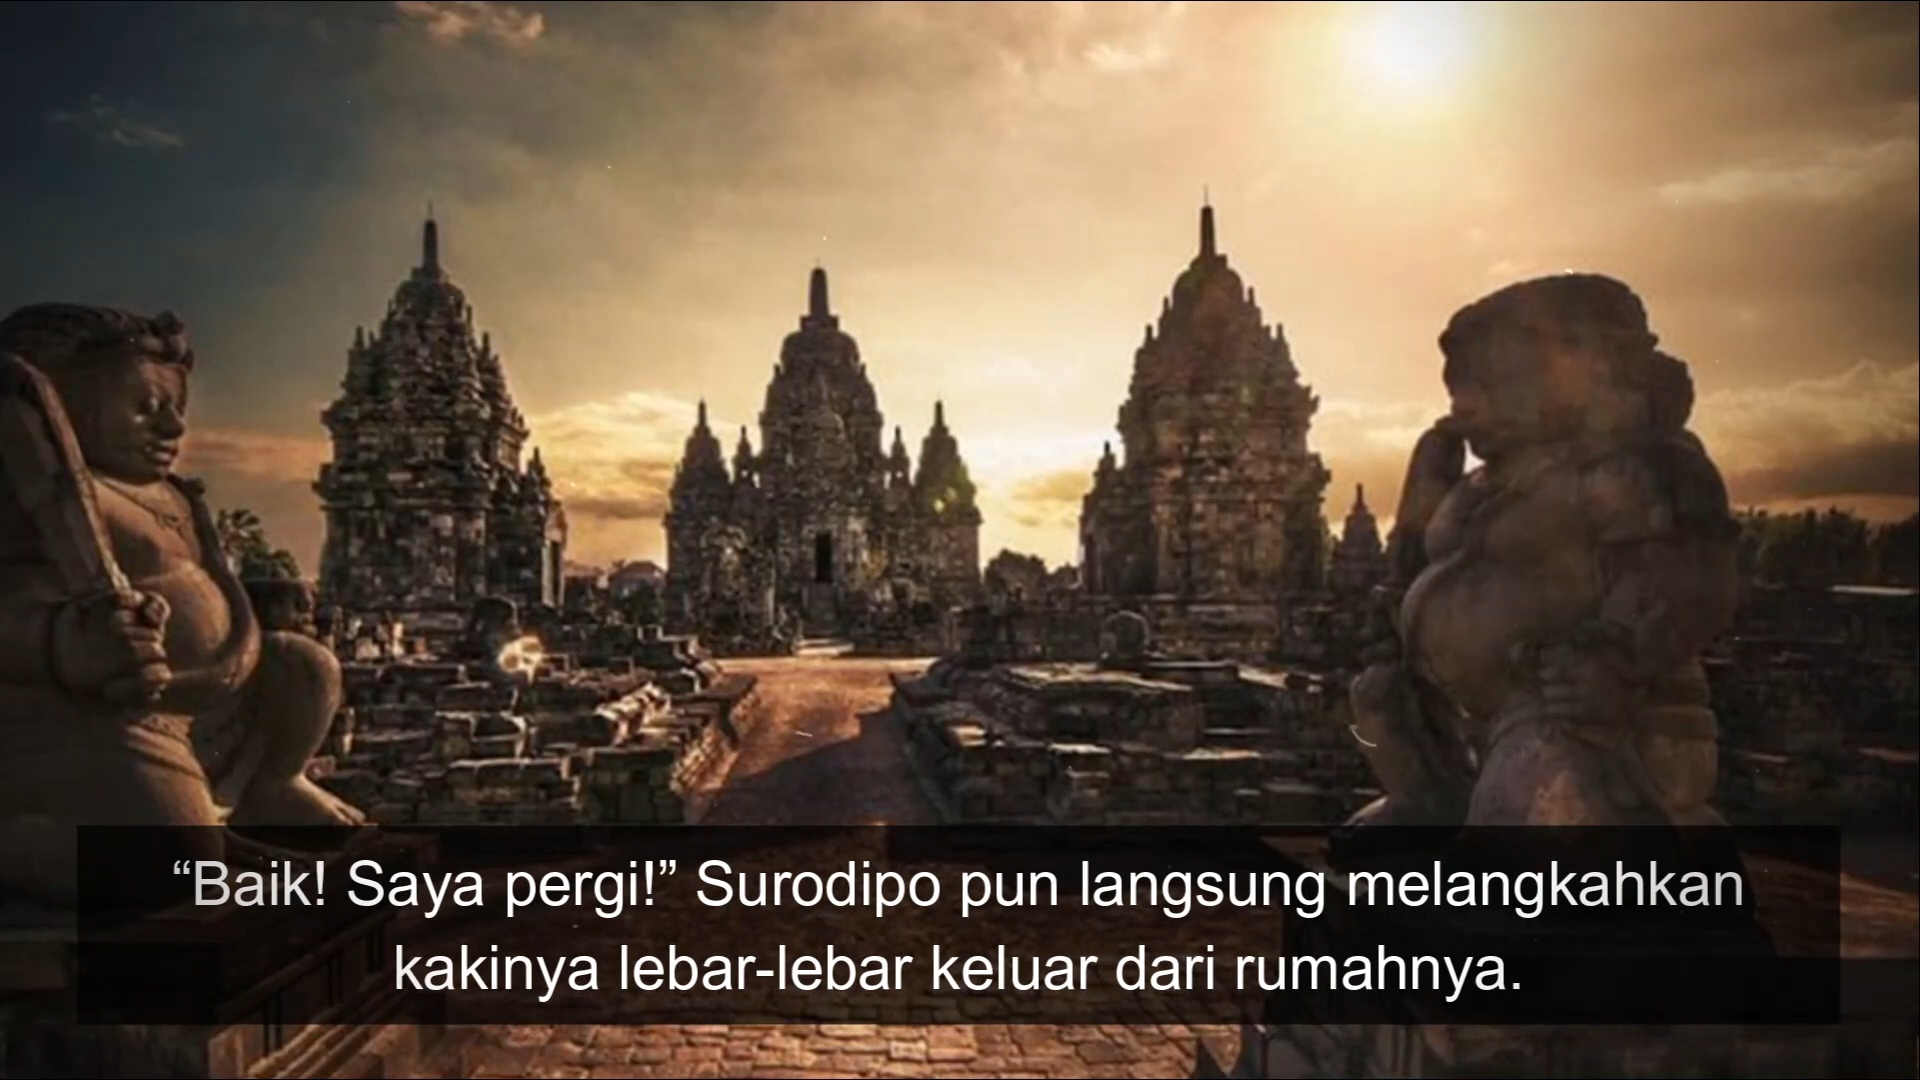 “Baik! Saya pergi!” Surodipo pun langsung melangkahkan
kakinya lebar-lebar keluar dari rumahnya.